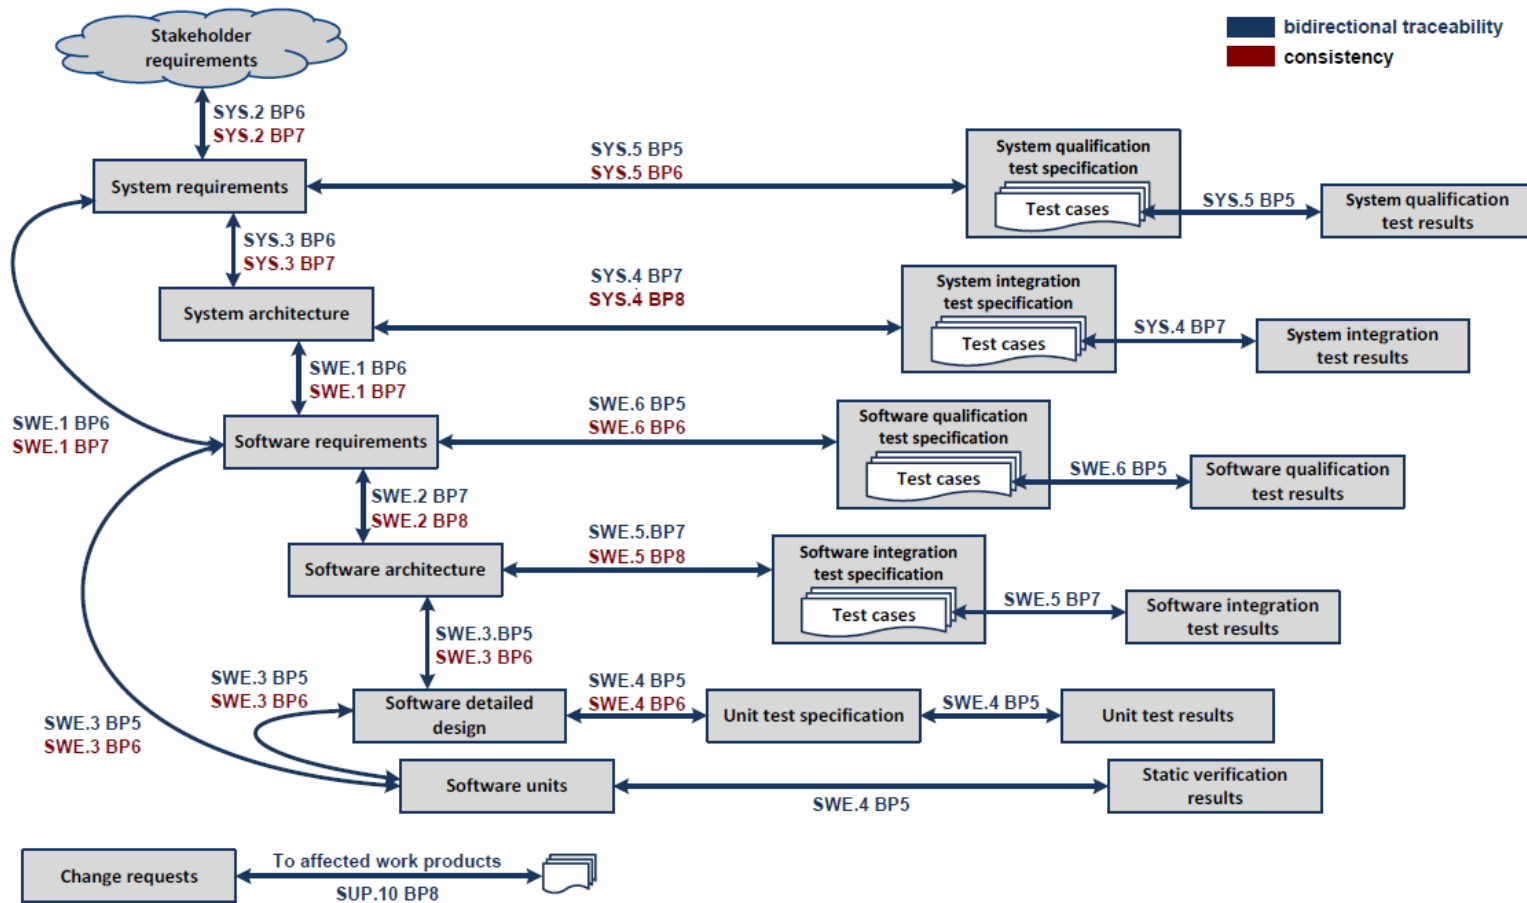 Stakeholder
requirements
bidirectional traceability
consistency
SYS.2 BP6
SYS.2 BP7
System requirements
SYS.5 BP5
SYS.5 BP6
System qualification
test specification
Test cases
SYS.5 BP5
System qualification
test results
SYS.3 BP6
SYS.3 BP7
System architecture
SYS.4 BP7
SYS.4 BP8
System integration
test specification
Test cases
SYS.4 BP7
System integration
test results
SWE.1 BP6
SWE.1 BP7
SWE.1 BP6
SWE.1 BP7
Software requirements
SWE.6 BP5
SWE.6 BP6
Software qualification
test specification
Test cases
SWE.6 BP5
Software qualification
test results
SWE.2 BP7
SWE.2 BP8
Software architecture
SWE.5.BP7
SWE.5 BP8
Software integration
test specification
Test cases
SWE.5 BP7
Software integration
test results
SWE.3.BP5
SWE.3 BP6
SWE.3 BP5
SWE.3 BP6
SWE.3 BP5
SWE.3 BP6
Software detailed
design
SWE.4 BP5
SWE.4 BP6
Unit test specification
SWE.4 BP5
Unit test results
Software units
SWE.4 BP5
Static verification
results
Change requests
To affected work products
SUP.10 BP8